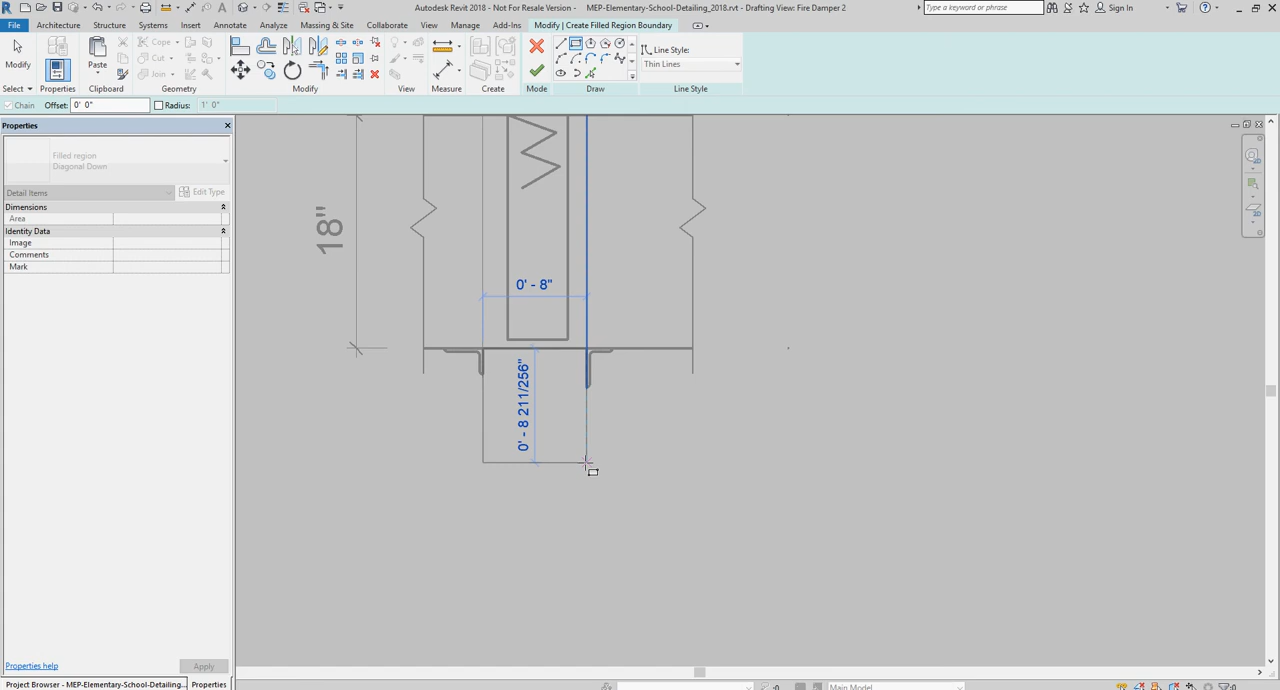 Autodesk Revit 2018 - Not For Resale Version - MEP-Elementary-School-Detailing_2018.rvt - Drafting View: Fire Damper 2
Type a keyword or phrase
Sign In
File Architecture Structure Systems Insert Annotate Analyze Massing & Site Collaborate View Manage Add-Ins Modify | Create Filled Region Boundary
Modify
Paste
Cope
Cut
Join
Line Style:
Thin Lines
Select Properties Clipboard Geometry Modify View Measure Create Mode Draw Line Style
Chain Offset: 0' 0" Radius: 1' 0"
Properties
Filled region
Diagonal Down
Detail Items
Edit Type
Dimensions
Area
Identity Data
Image
Comments
Mark
18"
0' - 8"
0' - 8 211/256"
Properties help
Apply
Project Browser - MEP-Elementary-School-Detailing... Properties
:0
Main Model
:0